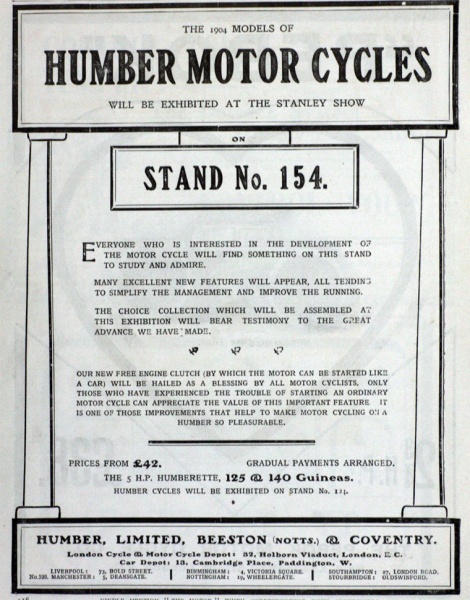 THE 1904 MODELS OF
HUMBER MOTOR CYCLES
WILL BE EXHIBITED AT THE STANLEY SHOW
ON
STAND No. 154.
EVERYONE WHO IS INTERESTED IN THE DEVELOPMENT OF
THE MOTOR CYCLE WILL FIND SOMETHING ON THIS STAND
TO STUDY AND ADMIRE.
MANY EXCELLENT NEW FEATURES WILL APPEAR, ALL TENDING
TO SIMPLIFY THE MANAGEMENT AND IMPROVE THE RUNNING.
THE CHOICE COLLECTION WHICH WILL BE ASSEMBLED AT
THIS EXHIBITION WILL BEAR TESTIMONY TO THE GREAT
ADVANCE WE HAVE MADE.
OUR NEW FREE ENGINE CLUTCH (BY WHICH THE MOTOR CAN BE STARTED LIKE
A CAR) WILL BE HAILED AS A BLESSING BY ALL MOTOR CYCLISTS. ONLY
THOSE WHO HAVE EXPERIENCED THE TROUBLE OF STARTING AN ORDINARY
MOTOR CYCLE CAN APPRECIATE THE VALUE OF THIS IMPORTANT FEATURE IT
IS ONE OF THOSE IMPROVEMENTS THAT HELP TO MAKE MOTOR CYCLING ON A
HUMBER SO PLEASURABLE.
PRICES FROM £42. GRADUAL PAYMENTS ARRANGED.
THE 5 H.P. HUMBERETTE, 125 & 140 Guineas.
HUMBER CYCLES WILL BE EXHIBITED ON STAND No.
HUMBER, LIMITED, BEESTON (NOTTS.) & COVENTRY.
London Cycle & Motor Cycle Depot: 32, Holborn Viaduct, London, E.C.
Car Depot: 13, Cambridge Place, Paddington, W.
LIVERPOOL: 73, BOLD STREET. BIRMINGHAM: 4, VICTORIA SQUARE. SOUTHAMPTON: 27, LONDON ROAD.
MANCHESTER: 5, DEANSGATE. NOTTINGHAM: 19, WHEELERGATE. STOURBRIDGE: OLDSWINFORD.